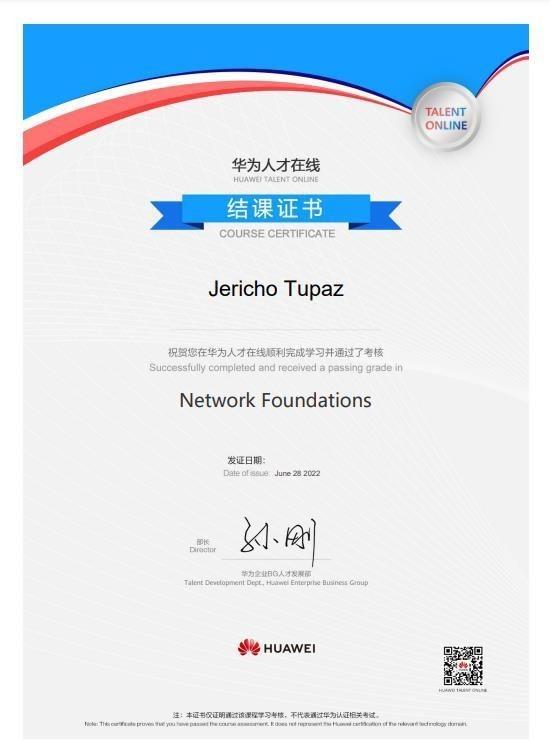 TALENT
ONLINE
华为人才在线
HUAWEI TALENT ONLINE
结课证书
COURSE CERTIFICATE
Jericho Tupaz
祝贺您在华为人才在线顺利完成学习并通过了考核
Successfully completed and received a passing grade in
Network Foundations
发证日期：
Date of issue: June 28 2022
部长
Director
孙刚
华为企业BG人才发展部
Talent Development Dept., Huawei Enterprise Business Group
HUAWEI
HUAWEI TALENT ONLINE
注：本证书仅证明通过该课程学习考核，不代表通过华为认证相关考试。
Note: This certificate proves that you have passed the course assessment. It does not represent the Huawei certification of the relevant technology domain.